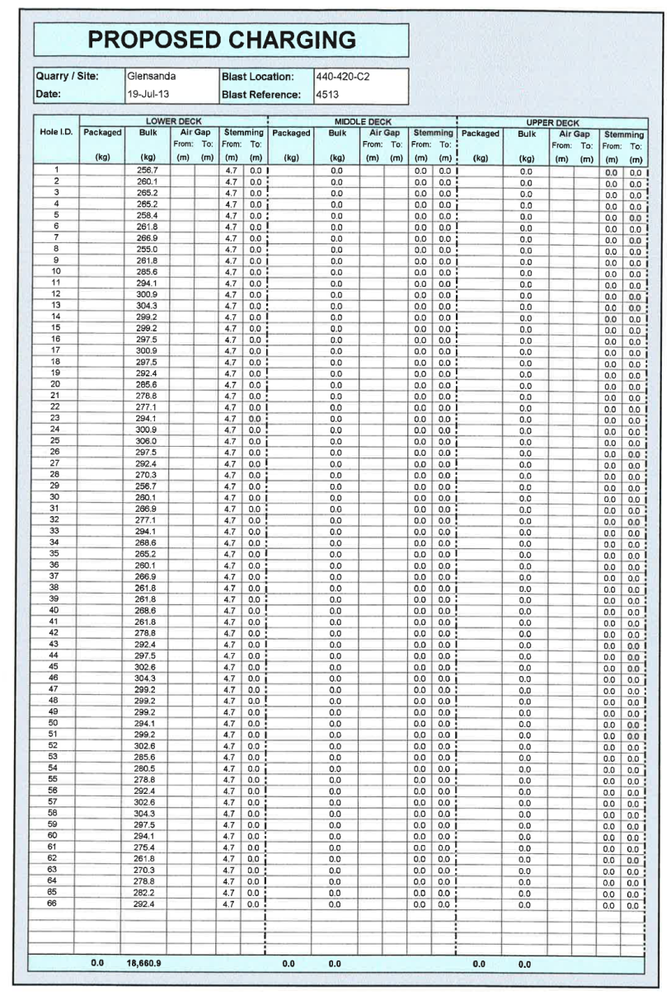 PROPOSED CHARGING
Quarry / Site: Glensanda Blast Location: 440-420-C2
Date: 19-Jul-13 Blast Reference: 4513
LOWER DECK MIDDLE DECK UPPER DECK
Hole I.D. Packaged Bulk Air Gap Stemming Packaged Bulk Air Gap Stemming Packaged Bulk Air Gap Stemming
From: To: From: To: From: To: From: To: From: To: From: To:
(kg) (kg) (m) (m) (m) (m) (kg) (kg) (m) (m) (m) (m) (kg) (kg) (m) (m) (m) (m)
1 256.7 4.7 0.0 0.0 0.0 0.0 0.0 0.0 0.0
2 260.1 4.7 0.0 0.0 0.0 0.0 0.0 0.0 0.0
3 265.2 4.7 0.0 0.0 0.0 0.0 0.0 0.0 0.0
4 265.2 4.7 0.0 0.0 0.0 0.0 0.0 0.0 0.0
5 258.4 4.7 0.0 0.0 0.0 0.0 0.0 0.0 0.0
6 261.8 4.7 0.0 0.0 0.0 0.0 0.0 0.0 0.0
7 266.9 4.7 0.0 0.0 0.0 0.0 0.0 0.0 0.0
8 255.0 4.7 0.0 0.0 0.0 0.0 0.0 0.0 0.0
9 261.8 4.7 0.0 0.0 0.0 0.0 0.0 0.0 0.0
10 285.6 4.7 0.0 0.0 0.0 0.0 0.0 0.0 0.0
11 294.1 4.7 0.0 0.0 0.0 0.0 0.0 0.0 0.0
12 300.9 4.7 0.0 0.0 0.0 0.0 0.0 0.0 0.0
13 304.3 4.7 0.0 0.0 0.0 0.0 0.0 0.0 0.0
14 299.2 4.7 0.0 0.0 0.0 0.0 0.0 0.0 0.0
15 299.2 4.7 0.0 0.0 0.0 0.0 0.0 0.0 0.0
16 297.5 4.7 0.0 0.0 0.0 0.0 0.0 0.0 0.0
17 300.9 4.7 0.0 0.0 0.0 0.0 0.0 0.0 0.0
18 297.5 4.7 0.0 0.0 0.0 0.0 0.0 0.0 0.0
19 292.4 4.7 0.0 0.0 0.0 0.0 0.0 0.0 0.0
20 285.6 4.7 0.0 0.0 0.0 0.0 0.0 0.0 0.0
21 278.8 4.7 0.0 0.0 0.0 0.0 0.0 0.0 0.0
22 277.1 4.7 0.0 0.0 0.0 0.0 0.0 0.0 0.0
23 294.1 4.7 0.0 0.0 0.0 0.0 0.0 0.0 0.0
24 300.9 4.7 0.0 0.0 0.0 0.0 0.0 0.0 0.0
25 306.0 4.7 0.0 0.0 0.0 0.0 0.0 0.0 0.0
26 297.5 4.7 0.0 0.0 0.0 0.0 0.0 0.0 0.0
27 292.4 4.7 0.0 0.0 0.0 0.0 0.0 0.0 0.0
28 270.3 4.7 0.0 0.0 0.0 0.0 0.0 0.0 0.0
29 256.7 4.7 0.0 0.0 0.0 0.0 0.0 0.0 0.0
30 260.1 4.7 0.0 0.0 0.0 0.0 0.0 0.0 0.0
31 266.9 4.7 0.0 0.0 0.0 0.0 0.0 0.0 0.0
32 277.1 4.7 0.0 0.0 0.0 0.0 0.0 0.0 0.0
33 294.1 4.7 0.0 0.0 0.0 0.0 0.0 0.0 0.0
34 268.6 4.7 0.0 0.0 0.0 0.0 0.0 0.0 0.0
35 265.2 4.7 0.0 0.0 0.0 0.0 0.0 0.0 0.0
36 260.1 4.7 0.0 0.0 0.0 0.0 0.0 0.0 0.0
37 266.9 4.7 0.0 0.0 0.0 0.0 0.0 0.0 0.0
38 261.8 4.7 0.0 0.0 0.0 0.0 0.0 0.0 0.0
39 261.8 4.7 0.0 0.0 0.0 0.0 0.0 0.0 0.0
40 268.6 4.7 0.0 0.0 0.0 0.0 0.0 0.0 0.0
41 261.8 4.7 0.0 0.0 0.0 0.0 0.0 0.0 0.0
42 278.8 4.7 0.0 0.0 0.0 0.0 0.0 0.0 0.0
43 292.4 4.7 0.0 0.0 0.0 0.0 0.0 0.0 0.0
44 297.5 4.7 0.0 0.0 0.0 0.0 0.0 0.0 0.0
45 302.6 4.7 0.0 0.0 0.0 0.0 0.0 0.0 0.0
46 304.3 4.7 0.0 0.0 0.0 0.0 0.0 0.0 0.0
47 299.2 4.7 0.0 0.0 0.0 0.0 0.0 0.0 0.0
48 299.2 4.7 0.0 0.0 0.0 0.0 0.0 0.0 0.0
49 299.2 4.7 0.0 0.0 0.0 0.0 0.0 0.0 0.0
50 294.1 4.7 0.0 0.0 0.0 0.0 0.0 0.0 0.0
51 299.2 4.7 0.0 0.0 0.0 0.0 0.0 0.0 0.0
52 302.6 4.7 0.0 0.0 0.0 0.0 0.0 0.0 0.0
53 285.6 4.7 0.0 0.0 0.0 0.0 0.0 0.0 0.0
54 280.5 4.7 0.0 0.0 0.0 0.0 0.0 0.0 0.0
55 278.8 4.7 0.0 0.0 0.0 0.0 0.0 0.0 0.0
56 292.4 4.7 0.0 0.0 0.0 0.0 0.0 0.0 0.0
57 302.6 4.7 0.0 0.0 0.0 0.0 0.0 0.0 0.0
58 304.3 4.7 0.0 0.0 0.0 0.0 0.0 0.0 0.0
59 297.5 4.7 0.0 0.0 0.0 0.0 0.0 0.0 0.0
60 294.1 4.7 0.0 0.0 0.0 0.0 0.0 0.0 0.0
61 275.4 4.7 0.0 0.0 0.0 0.0 0.0 0.0 0.0
62 261.8 4.7 0.0 0.0 0.0 0.0 0.0 0.0 0.0
63 270.3 4.7 0.0 0.0 0.0 0.0 0.0 0.0 0.0
64 278.8 4.7 0.0 0.0 0.0 0.0 0.0 0.0 0.0
65 282.2 4.7 0.0 0.0 0.0 0.0 0.0 0.0 0.0
66 292.4 4.7 0.0 0.0 0.0 0.0 0.0 0.0 0.0
0.0 18,660.9 0.0 0.0 0.0 0.0